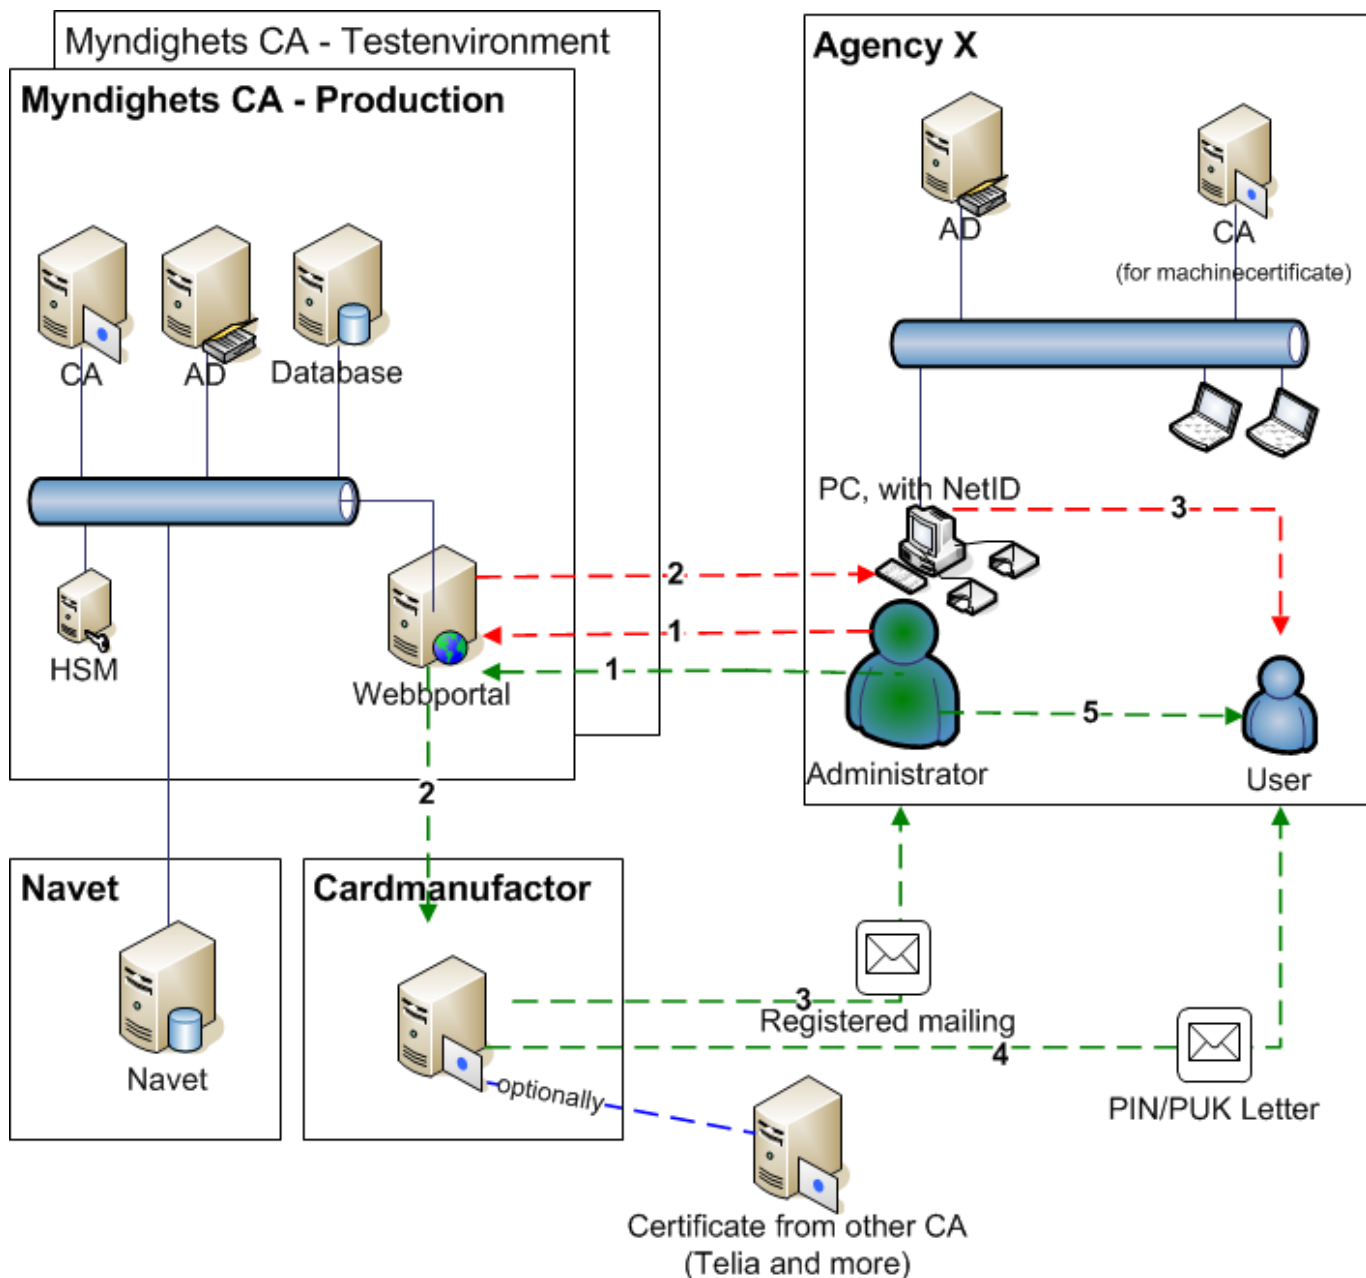 Myndighets CA - Testenvironment
Myndighets CA - Production
CA
AD
Database
HSM
Webbportal
Agency X
AD
CA
(for machinecertificate)
PC, with NetID
3
2
1
1
5
Administrator
User
2
Navet
Navet
Cardmanufactor
3
Registered mailing
4
PIN/PUK Letter
optionally
Certificate from other CA
(Telia and more)